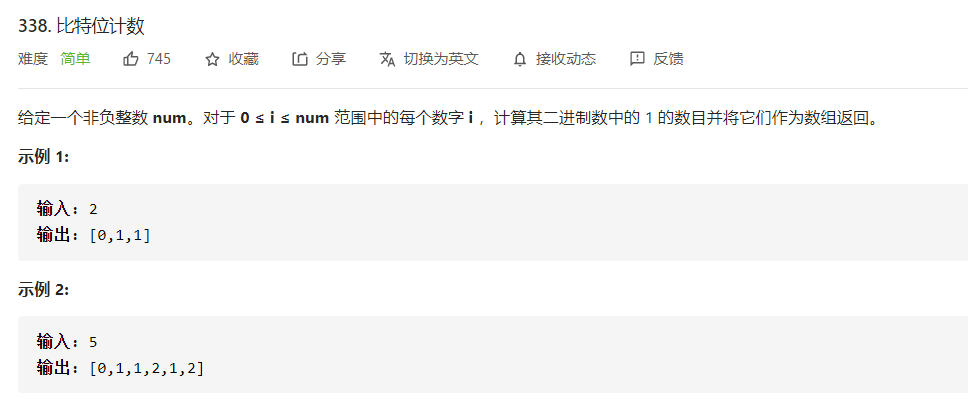 338. 比特位计数
难度 简单 745 收藏 分享 切换为英文 接收动态 反馈
给定一个非负整数 num。对于 0 ≤ i ≤ num 范围中的每个数字 i ，计算其二进制数中的 1 的数目并将它们作为数组返回。
示例 1:
输入：2
输出：[0,1,1]
示例 2:
输入：5
输出：[0,1,1,2,1,2]